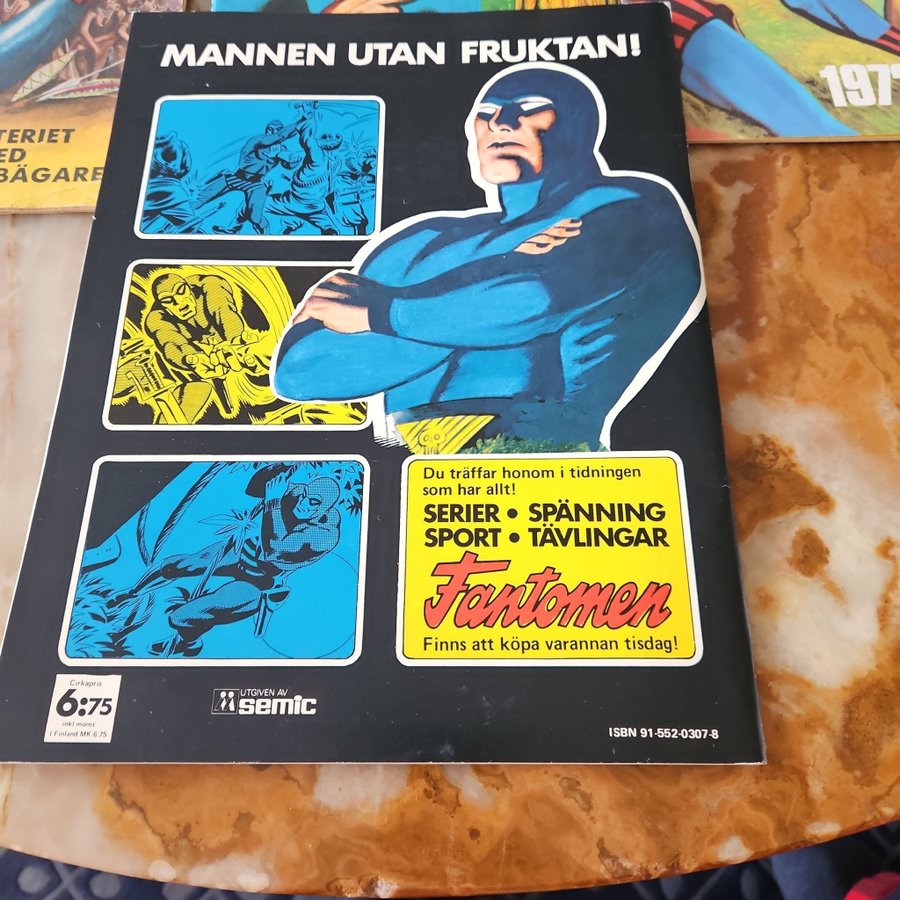 MANNEN UTAN FRUKTAN!
TERIET
ED
BÄGARE
197
Du träffar honom i tidningen
som har allt!
SERIER • SPÄNNING
SPORT • TÄVLINGAR
Fantomen
Finns att köpa varannan tisdag!
Cirkapris
6:75
inkl moms
I Finland MK 6:75
UTGIVEN AV
semic
ISBN 91-552-0307-8